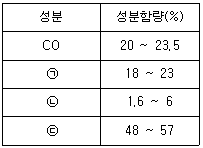 성분 성분함량(%)
CO 20 ~ 23,5
㉠ 18 ~ 23
㉡ 1,6 ~ 6
㉢ 48 ~ 57